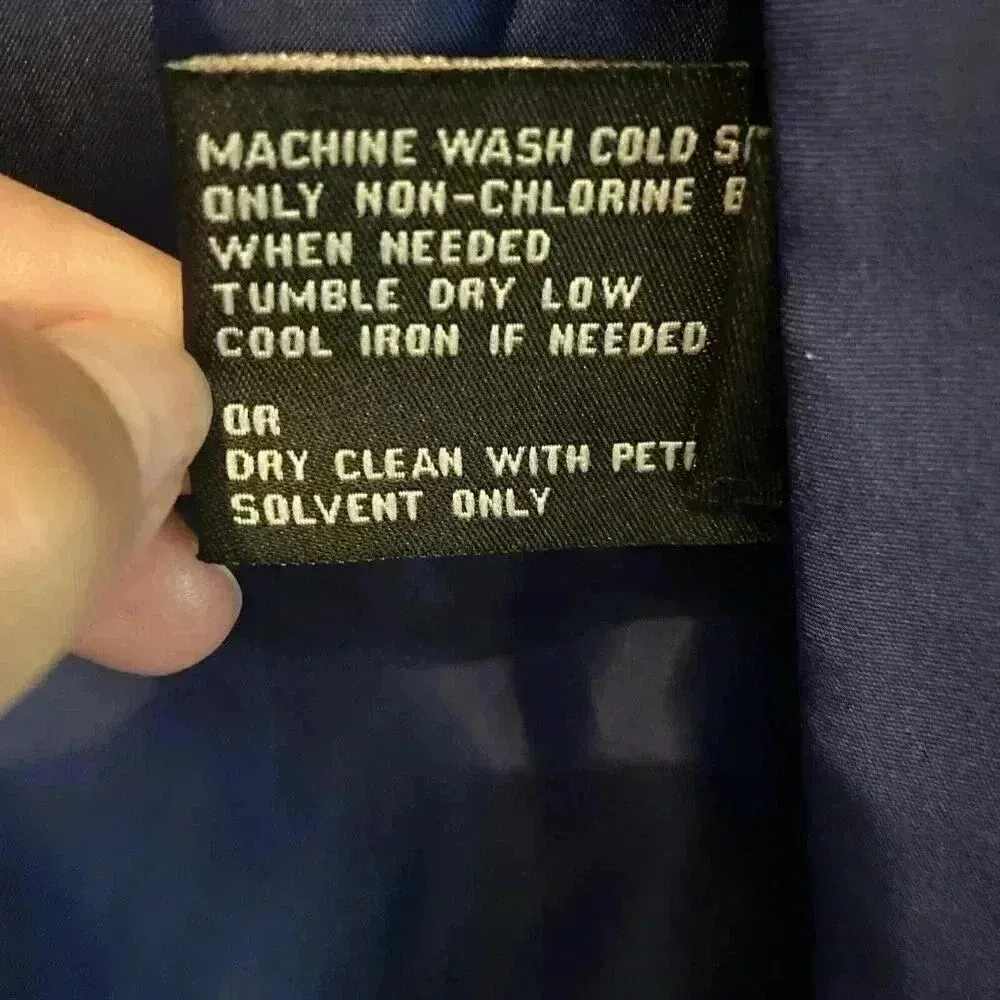 MACHINE WASH COLD
ONLY NON-CHLORINE
WHEN NEEDED
TUMBLE DRY LOW
COOL IRON IF NEEDED
OR
DRY CLEAN WITH
SOLVENT ONLY